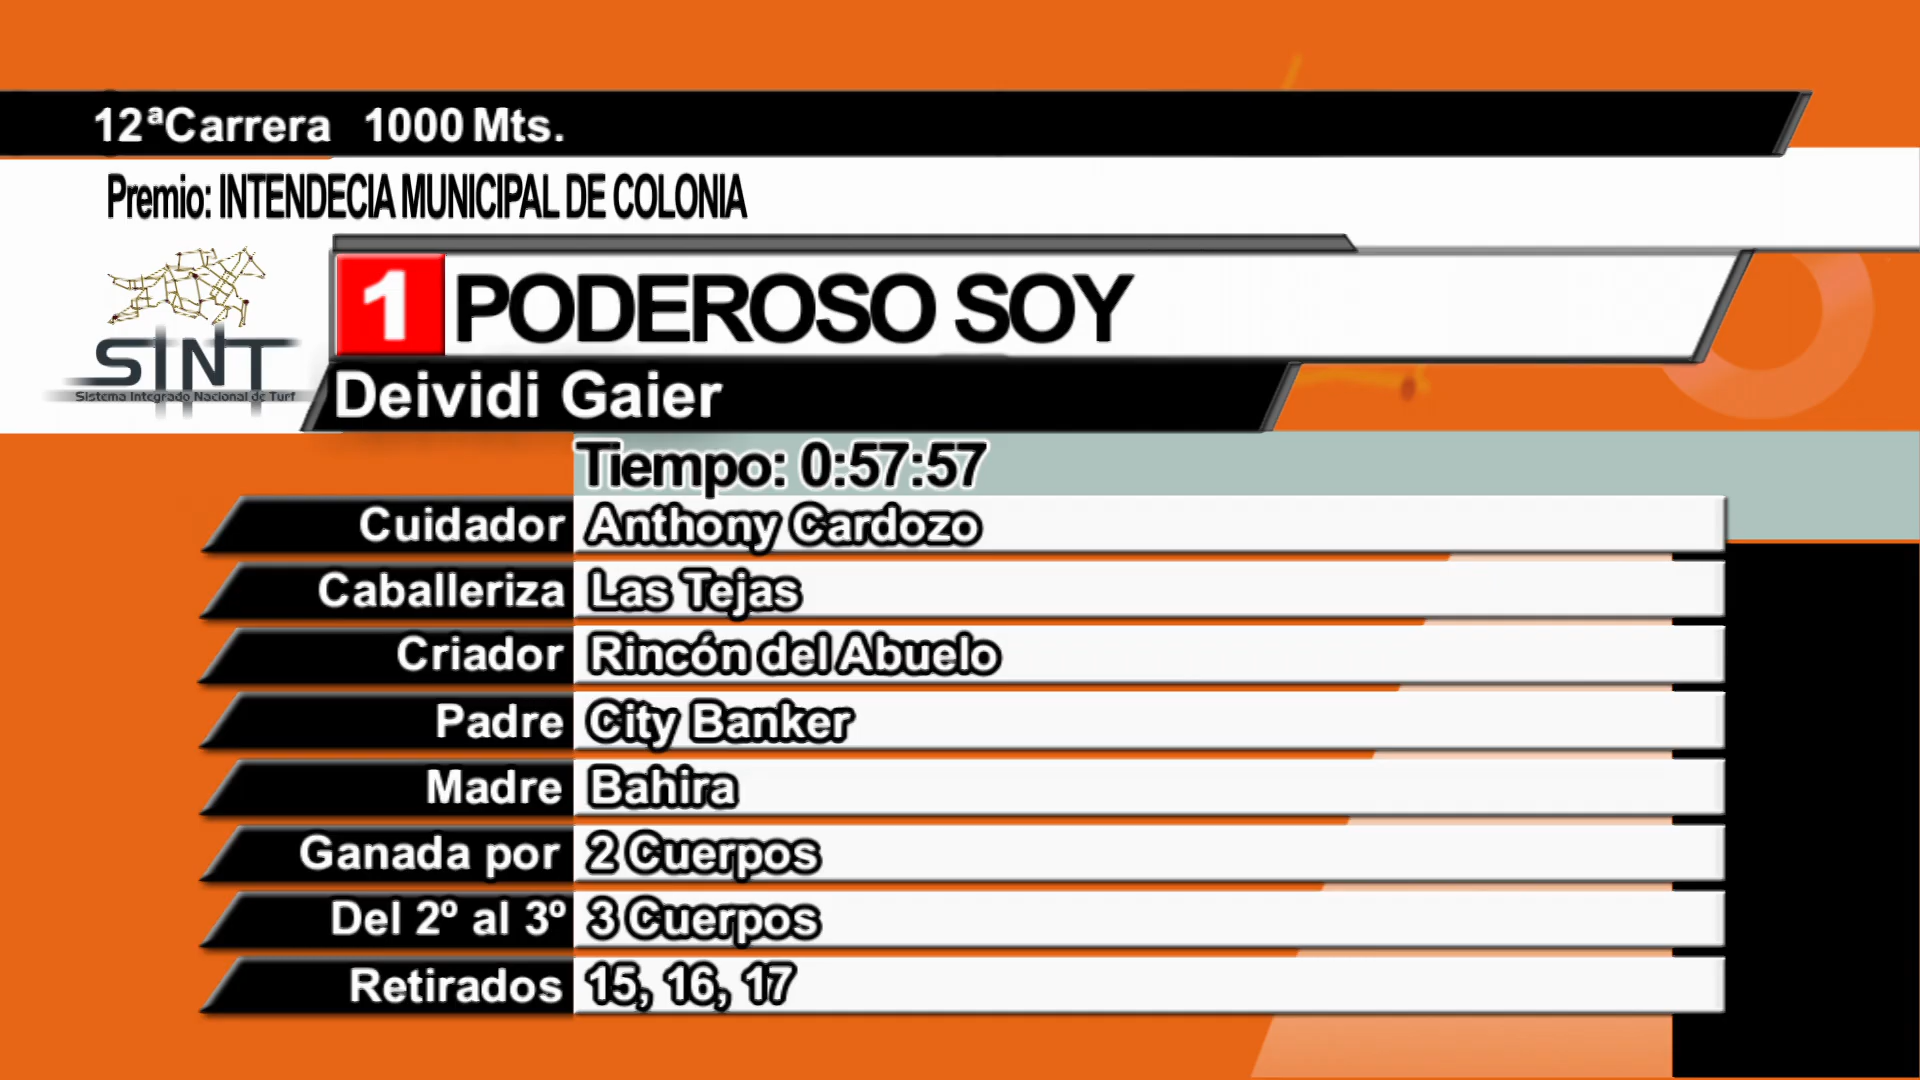 12ªCarrera 1000 Mts.
Premio: INTENDECIA MUNICIPAL DE COLONIA
1 PODEROSO SOY
SINT
Sistema Integrado Nacional de Turf
Deividi Gaier
Tiempo: 0:57:57
Cuidador Anthony Cardozo
Caballeriza Las Tejas
Criador Rincón del Abuelo
Padre City Banker
Madre Bahira
Ganada por 2 Cuerpos
Del 2º al 3º 3 Cuerpos
Retirados 15, 16, 17